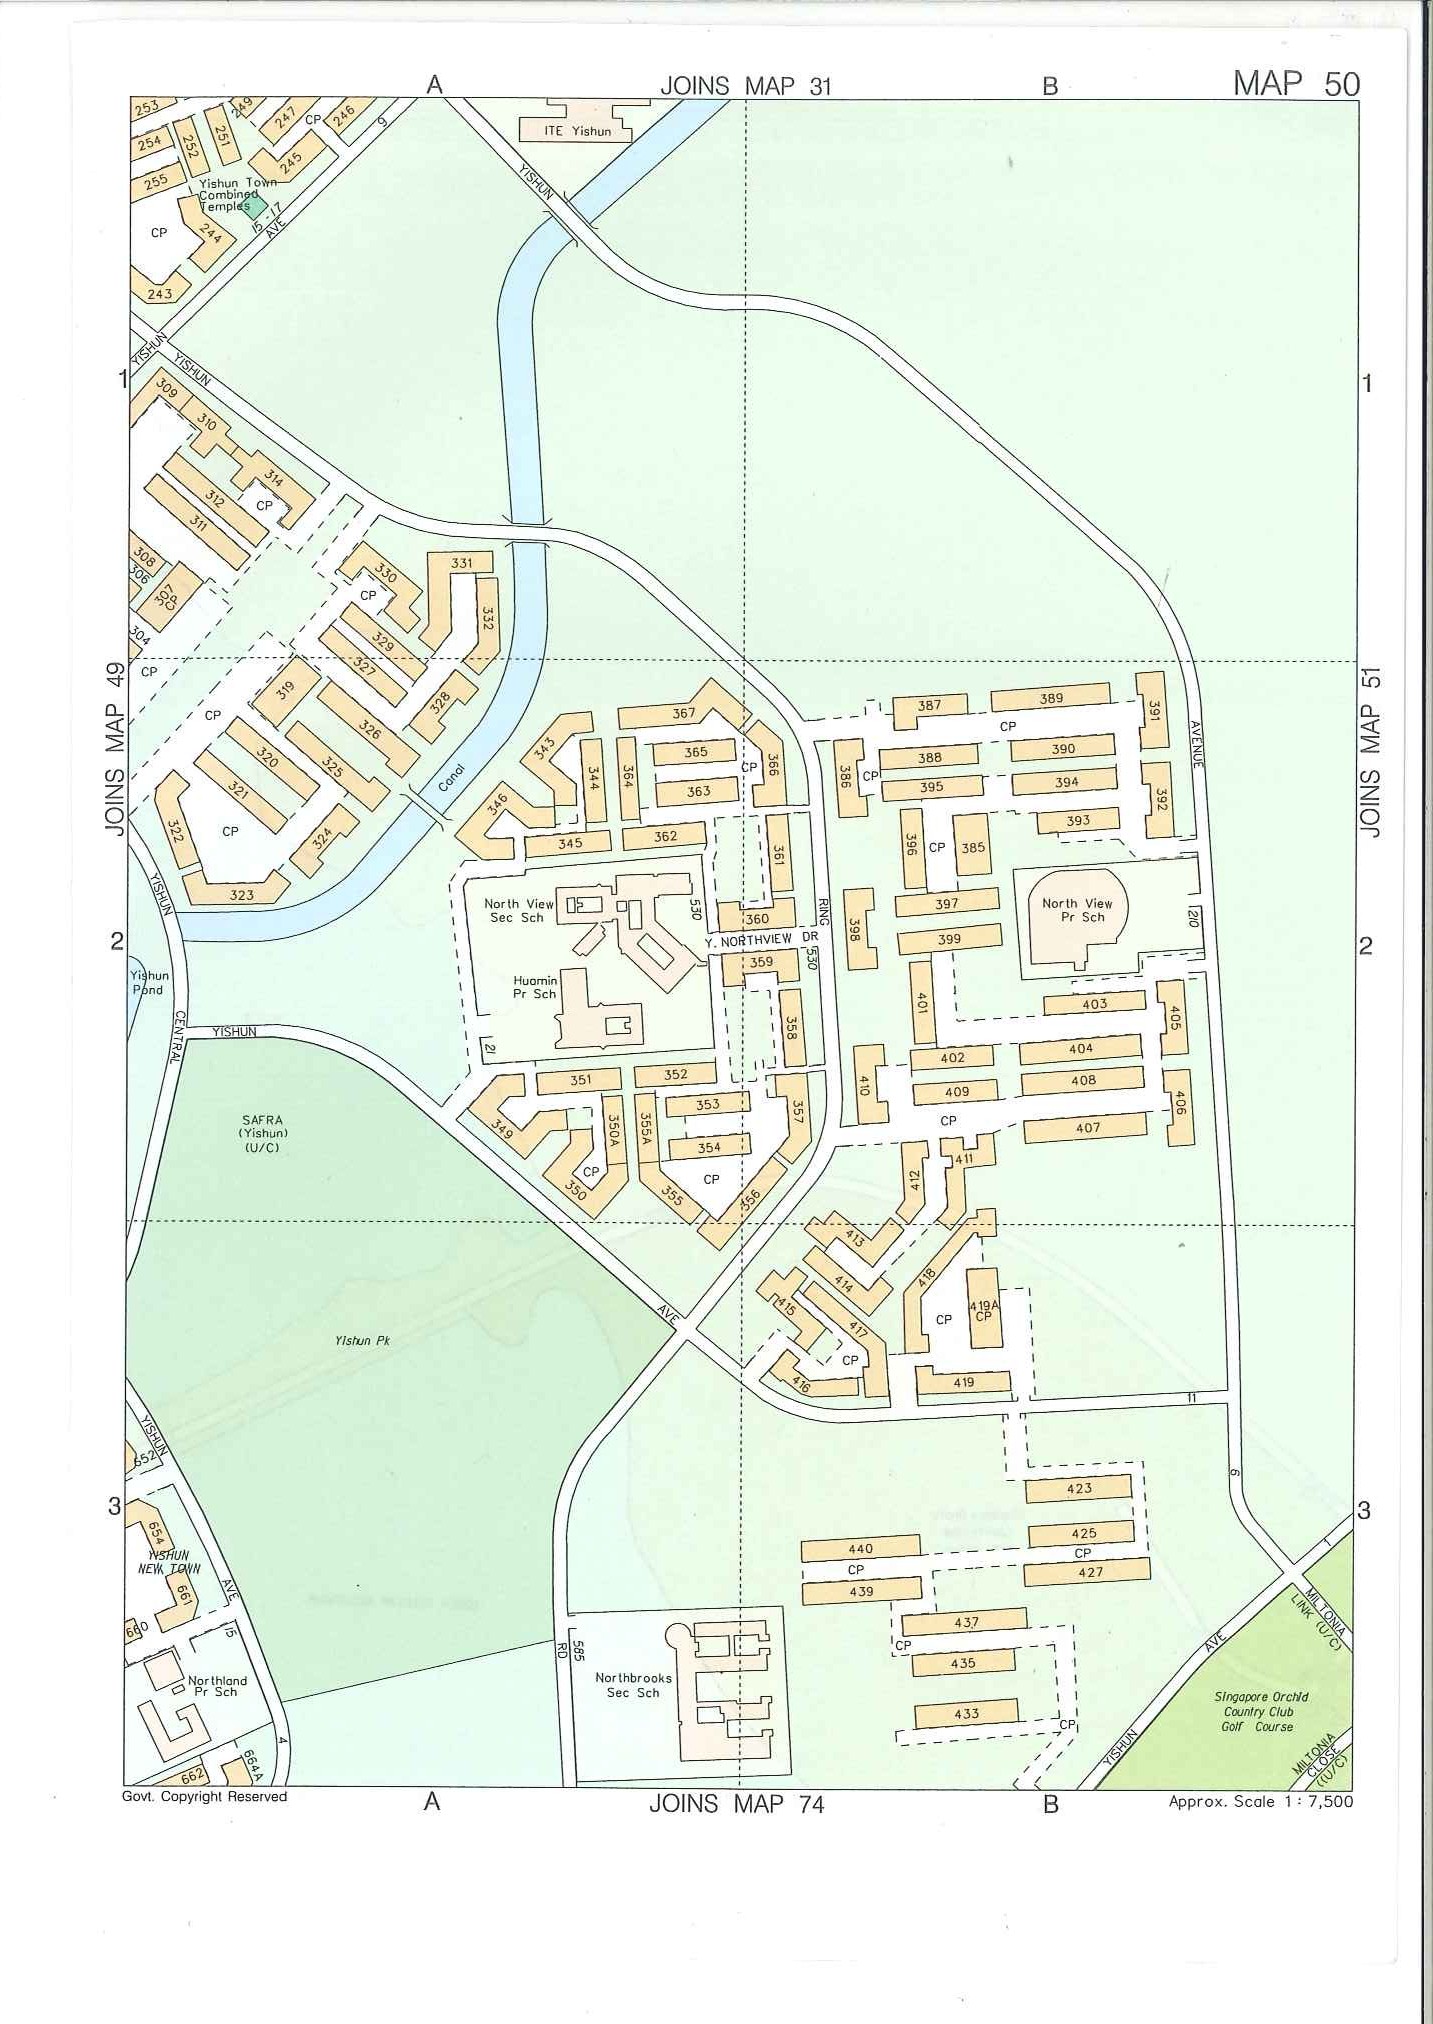 A
JOINS MAP 31
B
MAP 50
253
249
247
CP
246
9
ITE Yishun
254
252
251
245
255
Yishun Town
Combined
Temples
15-17
AVE
YISHUN
CP
244
243
YISHUN
YISHUN
1
1
309
310
314
312
CP
311
308
306
307
CP
330
331
CP
332
304
329
CP
327
JOINS MAP 49
JOINS MAP 51
319
328
CP
326
320
325
321
322
CP
324
323
Canal
367
343
365
366
344
364
CP
363
346
345
362
361
387
389
391
CP
386
388
390
CP
395
394
392
393
396
CP
385
397
398
399
YISHUN
CENTRAL
2
2
Yishun
Pond
North View
Sec Sch
530
360
Y. NORTHVIEW DR
RING
359
530
Huamin
Pr Sch
21
358
North View
Pr Sch
210
AVENUE
401
403
405
402
404
410
409
408
406
CP
407
YISHUN
351
352
353
357
349
350A
355A
354
CP
350
CP
355
356
412
411
SAFRA
(Yishun)
(U/C)
413
414
418
415
417
419A
CP
CP
CP
416
419
AVE
11
Yishun Pk
YISHUN
652
3
3
654
YISHUN
NEW TOWN
661
AVE
660
15
Northland
Pr Sch
4
662
664A
6
423
425
CP
427
440
CP
439
437
CP
435
433
CP
RD
585
Northbrooks
Sec Sch
1
MILTONIA
LINK (U/C)
AVE
YISHUN
Singapore Orchid
Country Club
Golf Course
MILTONIA
CLOSE
(U/C)
Govt. Copyright Reserved
A
JOINS MAP 74
B
Approx. Scale 1 : 7,500